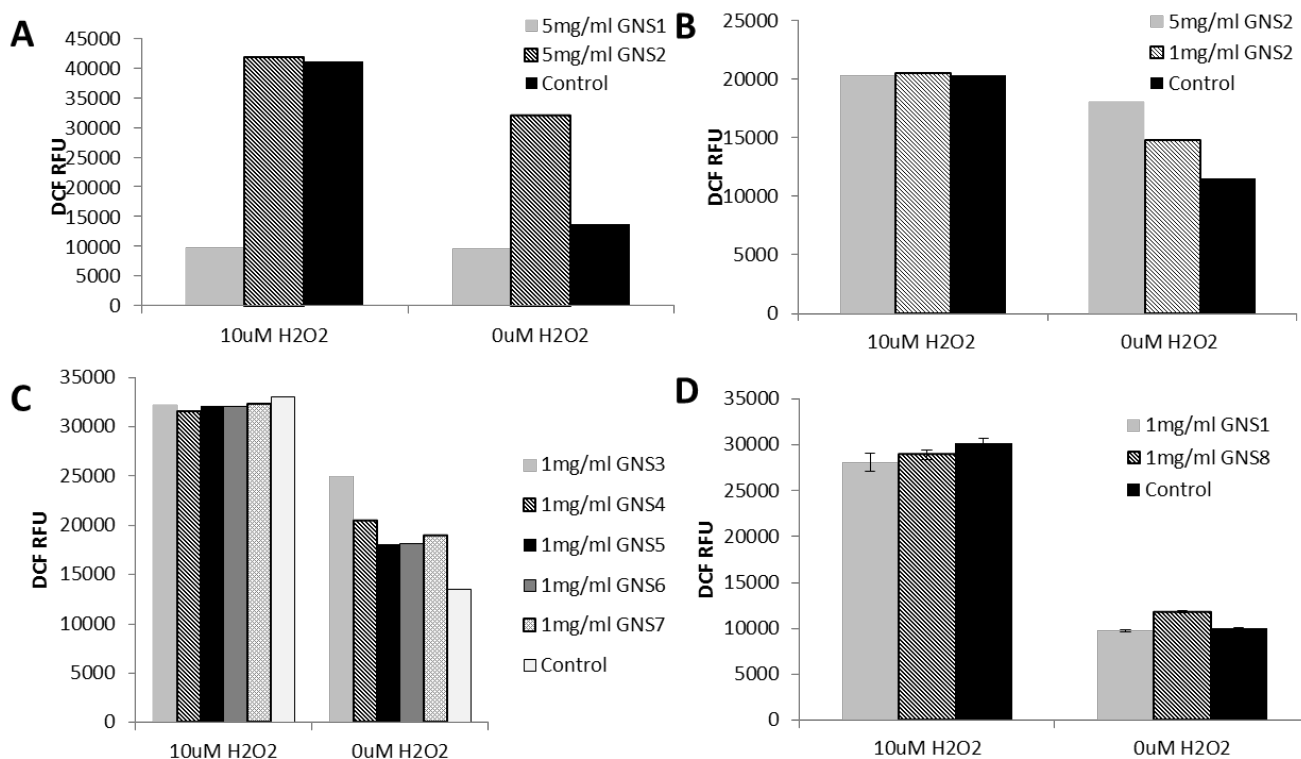 A
5mg/ml GNS1
5mg/ml GNS2
Control
DCF RFU
45000
40000
35000
30000
25000
20000
15000
10000
5000
0
10uM H2O2
0uM H2O2
B
5mg/ml GNS2
1mg/ml GNS2
Control
DCF RFU
25000
20000
15000
10000
5000
0
10uM H2O2
0uM H2O2
C
DCF RFU
35000
30000
25000
20000
15000
10000
5000
0
10uM H2O2
0uM H2O2
1mg/ml GNS3
1mg/ml GNS4
1mg/ml GNS5
1mg/ml GNS6
1mg/ml GNS7
Control
D
DCF RFU
35000
30000
25000
20000
15000
10000
5000
0
10uM H2O2
0uM H2O2
1mg/ml GNS1
1mg/ml GNS8
Control